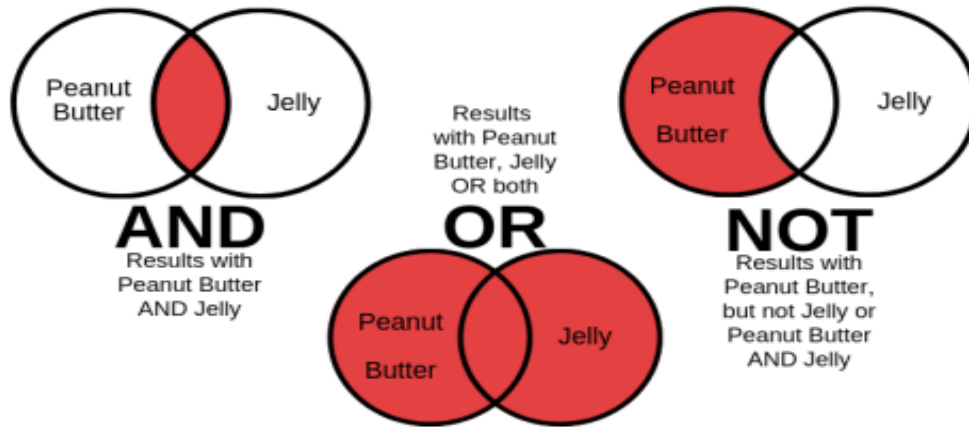 Peanut
Butter
Jelly
AND
Results with
Peanut Butter
AND Jelly
Results
with Peanut
Butter, Jelly
OR both
OR
Peanut
Butter
Jelly
Peanut
Butter
Jelly
NOT
Results with
Peanut Butter,
but not Jelly or
Peanut Butter
AND Jelly